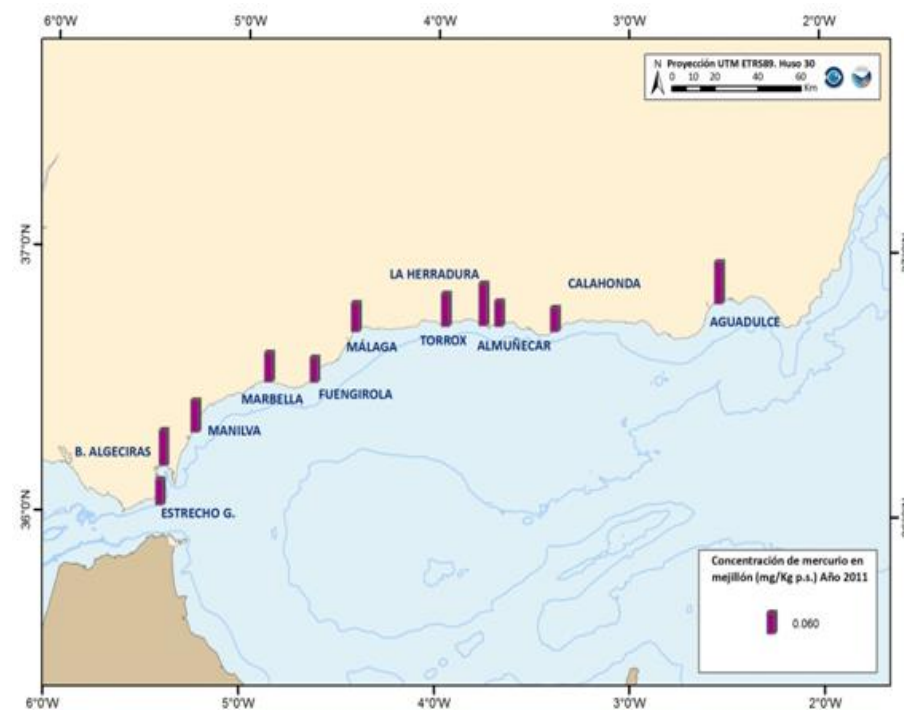 6°0'W 5°0'W 4°0'W 3°0'W 2°0'W
N Proyección UTM ETRS89. Huso 30
0 10 20 40 60
Km
37°0'N
LA HERRADURA
CALAHONDA
MÁLAGA
TORROX
ALMUÑECAR
AGUADULCE
MARBELLA
FUENGIROLA
MANILVA
B. ALGECIRAS
ESTRECHO G.
36°0'N
Concentración de mercurio en
mejillón (mg/Kg p.s.) Año 2011
0.060
6°0'W 5°0'W 4°0'W 3°0'W 2°0'W